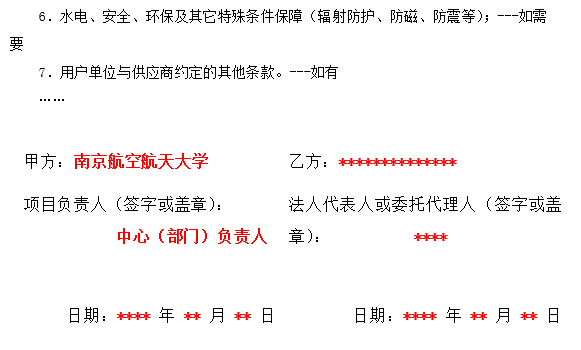 6．水电、安全、环保及其它特殊条件保障（辐射防护、防磁、防震等）；---如需
要
7．用户单位与供应商约定的其他条款。---如有
……
甲方：南京航空航天大学
乙方：**************
项目负责人（签字或盖章）：
中心（部门）负责人
法人代表人或委托代理人（签字或盖
章）： ****
日期：**** 年 ** 月 ** 日
日期：**** 年 ** 月 ** 日